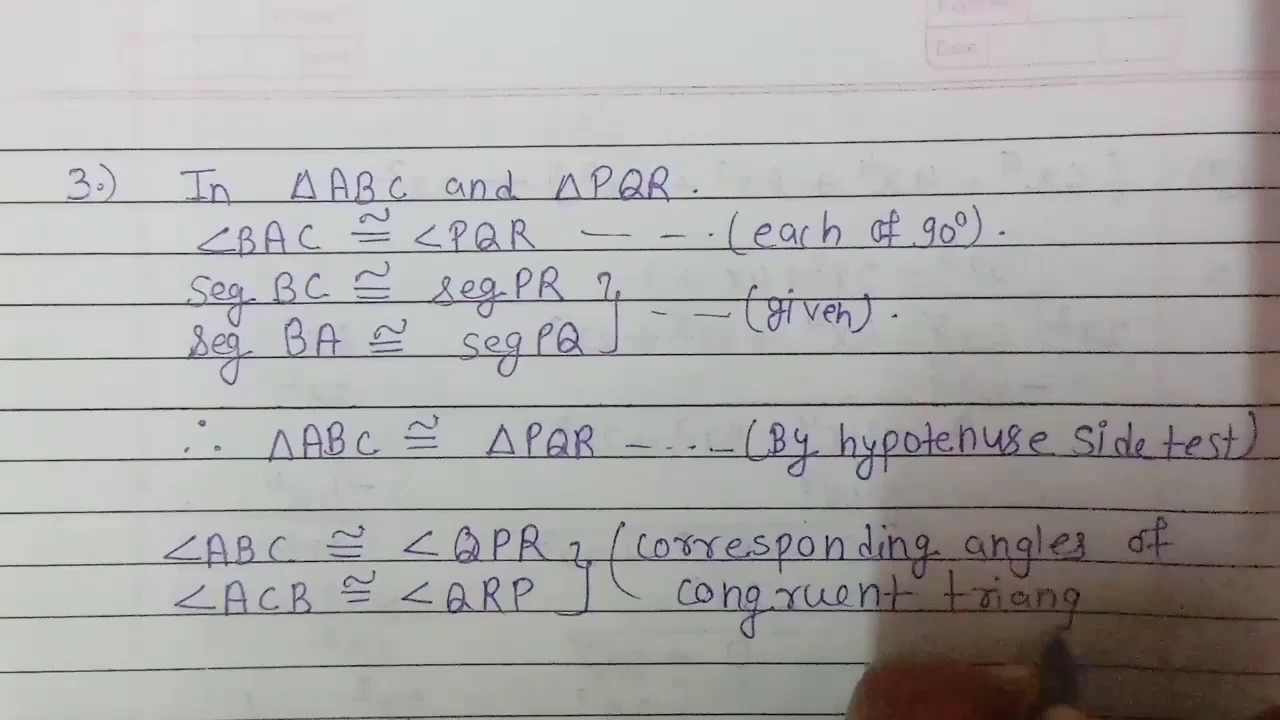 3.) In △ABC and △PQR.
∠BAC ≅ ∠PQR — - -. (each of 90°).
seg BC ≅ seg PR
seg BA ≅ seg PQ } - - — (given).
∴ △ABC ≅ △PQR - - .. - (By hypotenuse side test)
∠ABC ≅ ∠QPR } (corresponding angles of
∠ACB ≅ ∠QRP congruent triang